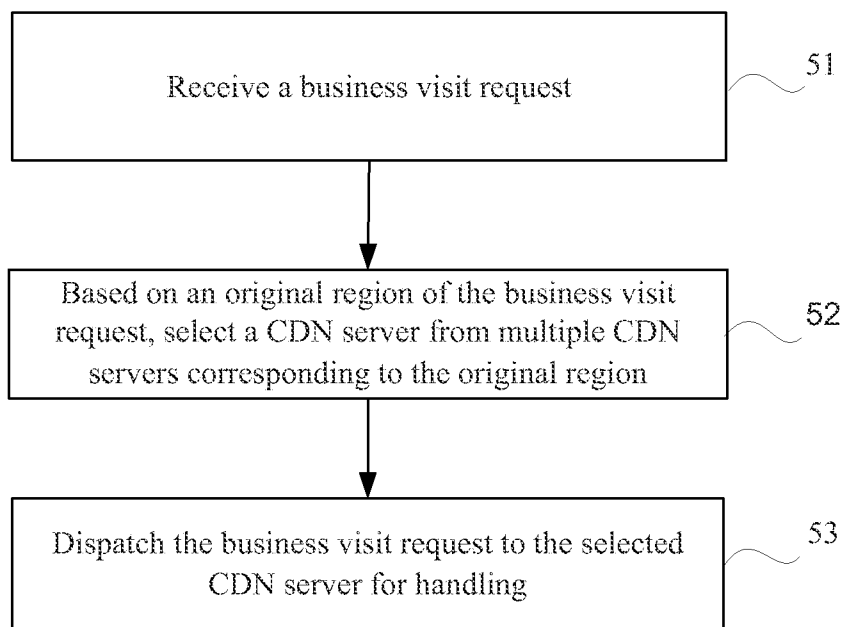 Receive a business visit request
51
Based on an original region of the business visit
request, select a CDN server from multiple CDN
servers corresponding to the original region
52
Dispatch the business visit request to the selected
CDN server for handling
53